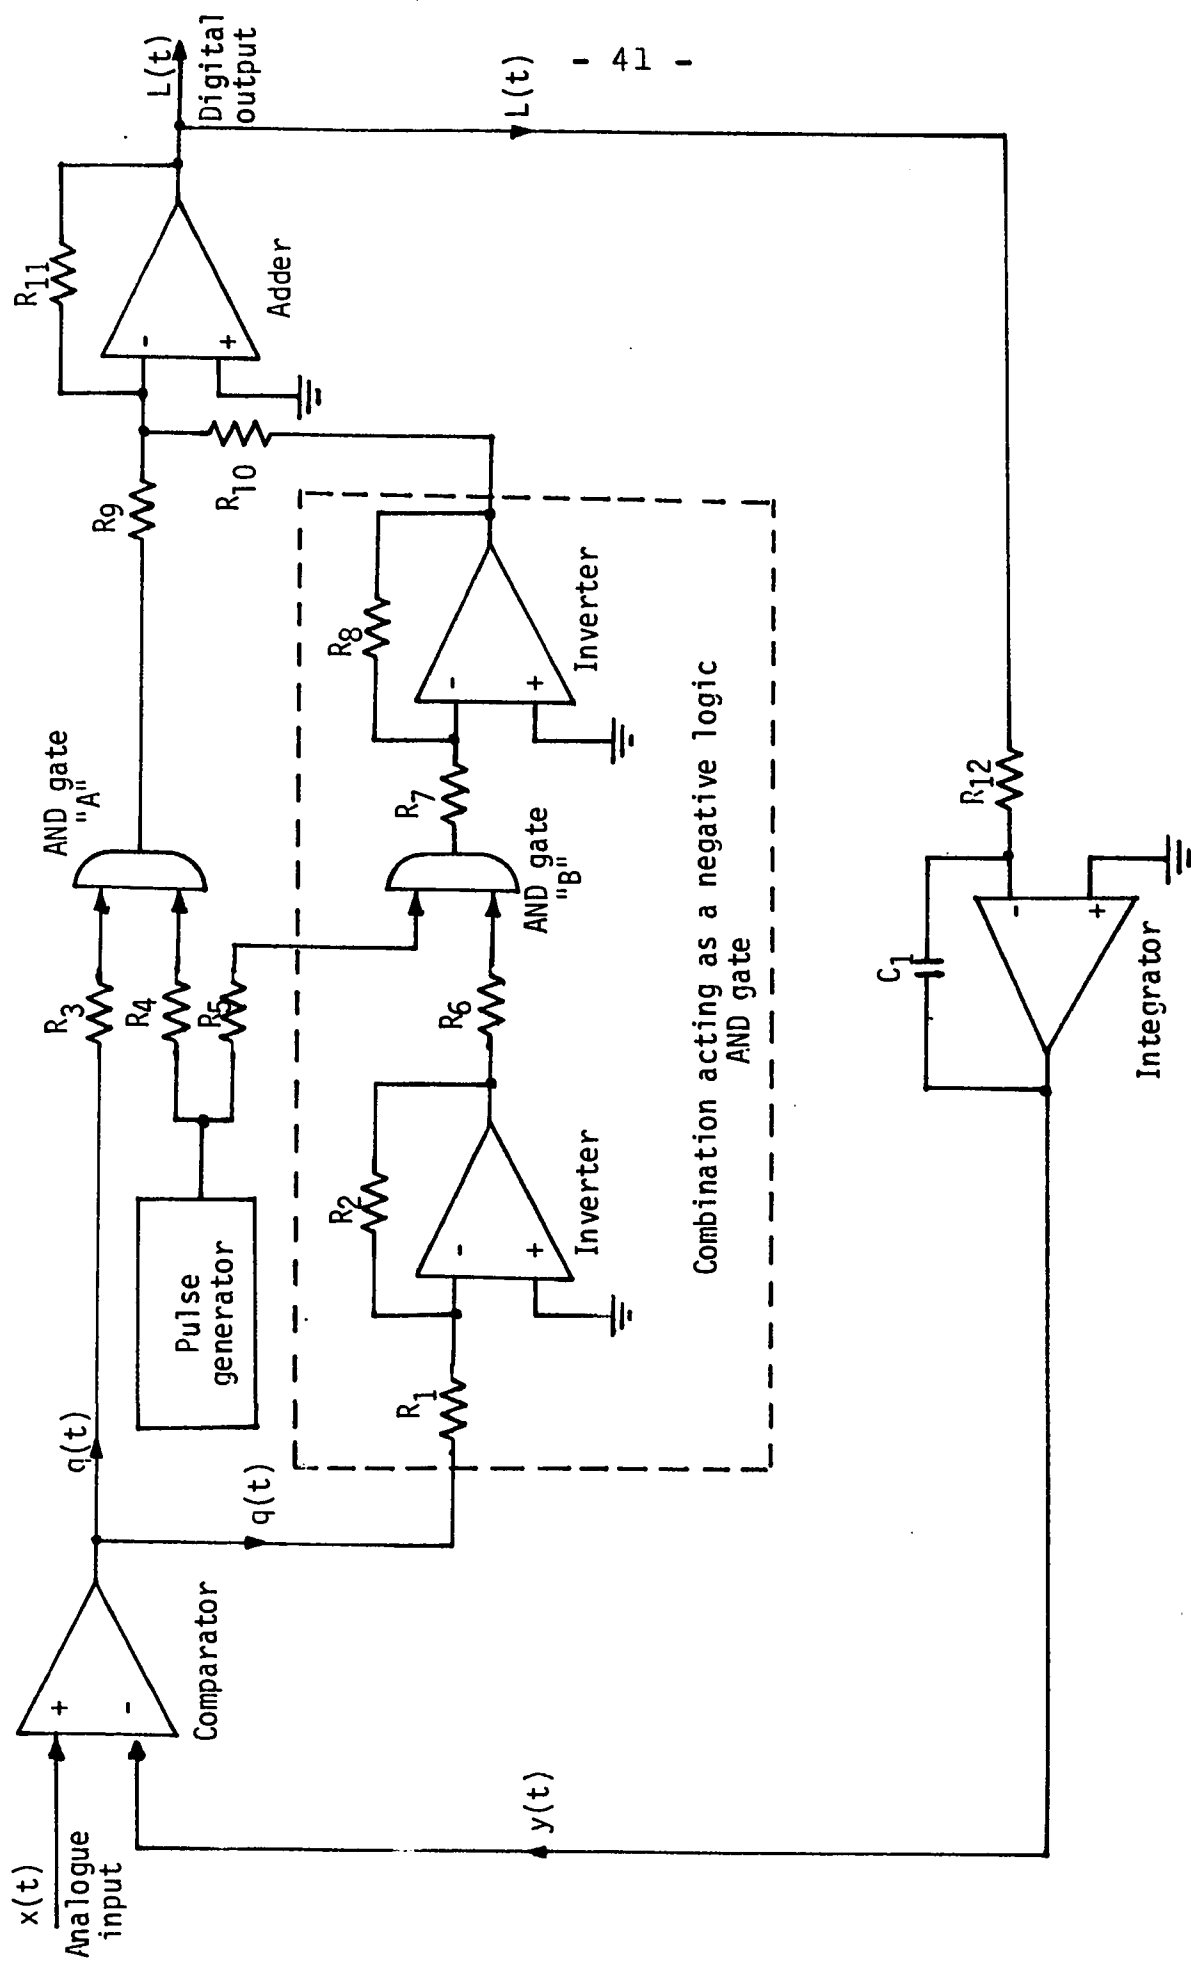 - 41 -
x(t)
Analogue
input
+
-
Comparator
q(t)
q(t)
Pulse
generator
R3
R4
R5
AND gate
"A"
R9
R10
R11
-
+
Adder
L(t)
Digital
output
L(t)
R1
R2
-
+
Inverter
R6
AND gate
"B"
R7
R8
-
+
Inverter
Combination acting as a negative logic
AND gate
R12
C1
-
+
Integrator
y(t)